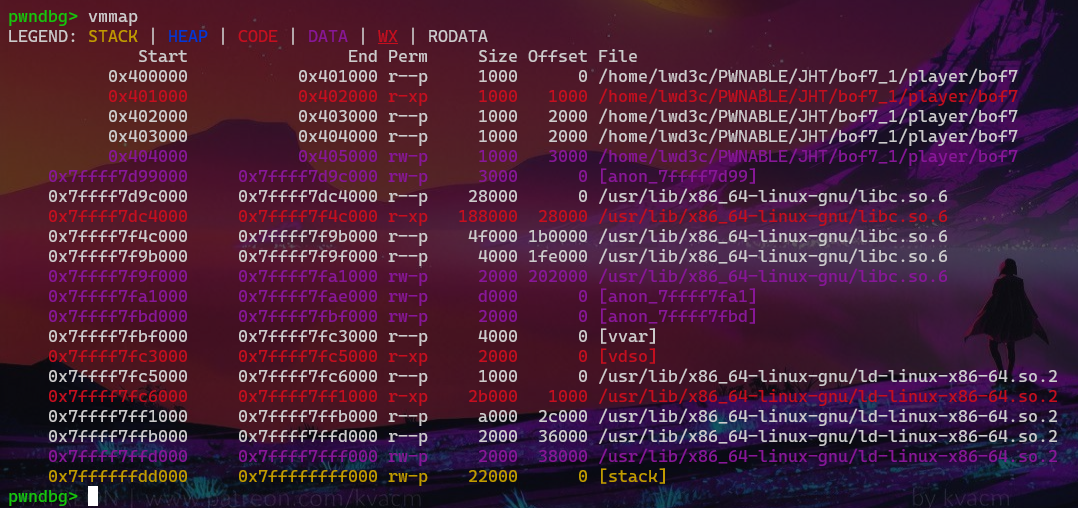 pwndbg> vmmap
LEGEND: STACK | HEAP | CODE | DATA | WX | RODATA
Start End Perm Size Offset File
0x400000 0x401000 r--p 1000 0 /home/lwd3c/PWNABLE/JHT/bof7_1/player/bof7
0x401000 0x402000 r-xp 1000 1000 /home/lwd3c/PWNABLE/JHT/bof7_1/player/bof7
0x402000 0x403000 r--p 1000 2000 /home/lwd3c/PWNABLE/JHT/bof7_1/player/bof7
0x403000 0x404000 r--p 1000 2000 /home/lwd3c/PWNABLE/JHT/bof7_1/player/bof7
0x404000 0x405000 rw-p 1000 3000 /home/lwd3c/PWNABLE/JHT/bof7_1/player/bof7
0x7ffff7d99000 0x7ffff7d9c000 rw-p 3000 0 [anon_7ffff7d99]
0x7ffff7d9c000 0x7ffff7dc4000 r--p 28000 0 /usr/lib/x86_64-linux-gnu/libc.so.6
0x7ffff7dc4000 0x7ffff7f4c000 r-xp 188000 28000 /usr/lib/x86_64-linux-gnu/libc.so.6
0x7ffff7f4c000 0x7ffff7f9b000 r--p 4f000 1b0000 /usr/lib/x86_64-linux-gnu/libc.so.6
0x7ffff7f9b000 0x7ffff7f9f000 r--p 4000 1fe000 /usr/lib/x86_64-linux-gnu/libc.so.6
0x7ffff7f9f000 0x7ffff7fa1000 rw-p 2000 202000 /usr/lib/x86_64-linux-gnu/libc.so.6
0x7ffff7fa1000 0x7ffff7fae000 rw-p d000 0 [anon_7ffff7fa1]
0x7ffff7fbd000 0x7ffff7fbf000 rw-p 2000 0 [anon_7ffff7fbd]
0x7ffff7fbf000 0x7ffff7fc3000 r--p 4000 0 [vvar]
0x7ffff7fc3000 0x7ffff7fc5000 r-xp 2000 0 [vdso]
0x7ffff7fc5000 0x7ffff7fc6000 r--p 1000 0 /usr/lib/x86_64-linux-gnu/ld-linux-x86-64.so.2
0x7ffff7fc6000 0x7ffff7ff1000 r-xp 2b000 1000 /usr/lib/x86_64-linux-gnu/ld-linux-x86-64.so.2
0x7ffff7ff1000 0x7ffff7ffb000 r--p a000 2c000 /usr/lib/x86_64-linux-gnu/ld-linux-x86-64.so.2
0x7ffff7ffb000 0x7ffff7ffd000 r--p 2000 36000 /usr/lib/x86_64-linux-gnu/ld-linux-x86-64.so.2
0x7ffff7ffd000 0x7ffff7fff000 rw-p 2000 38000 /usr/lib/x86_64-linux-gnu/ld-linux-x86-64.so.2
0x7ffffffdd000 0x7ffffffff000 rw-p 22000 0 [stack]
pwndbg>
| www.patreon.com/kvacm
by kvacm